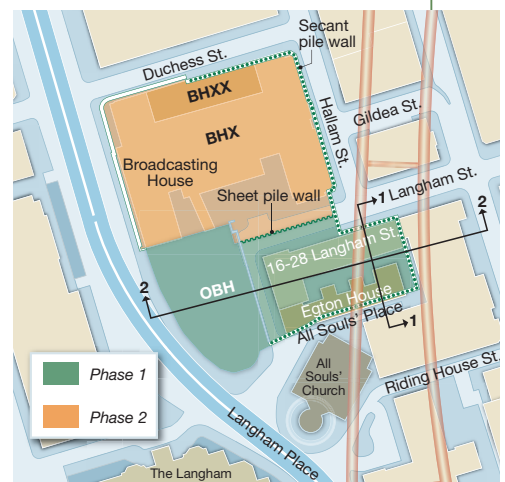 Secant
pile wall
Duchess St.
BHXX
Hallam St.
Gildea St.
BHX
Broadcasting
House
Sheet pile wall
1 Langham St.
2
16-28 Langham St.
2
OBH
Egton House
All Souls' Place
1
All
Souls'
Church
Riding House St.
Phase 1
Phase 2
Langham Place
The Langham